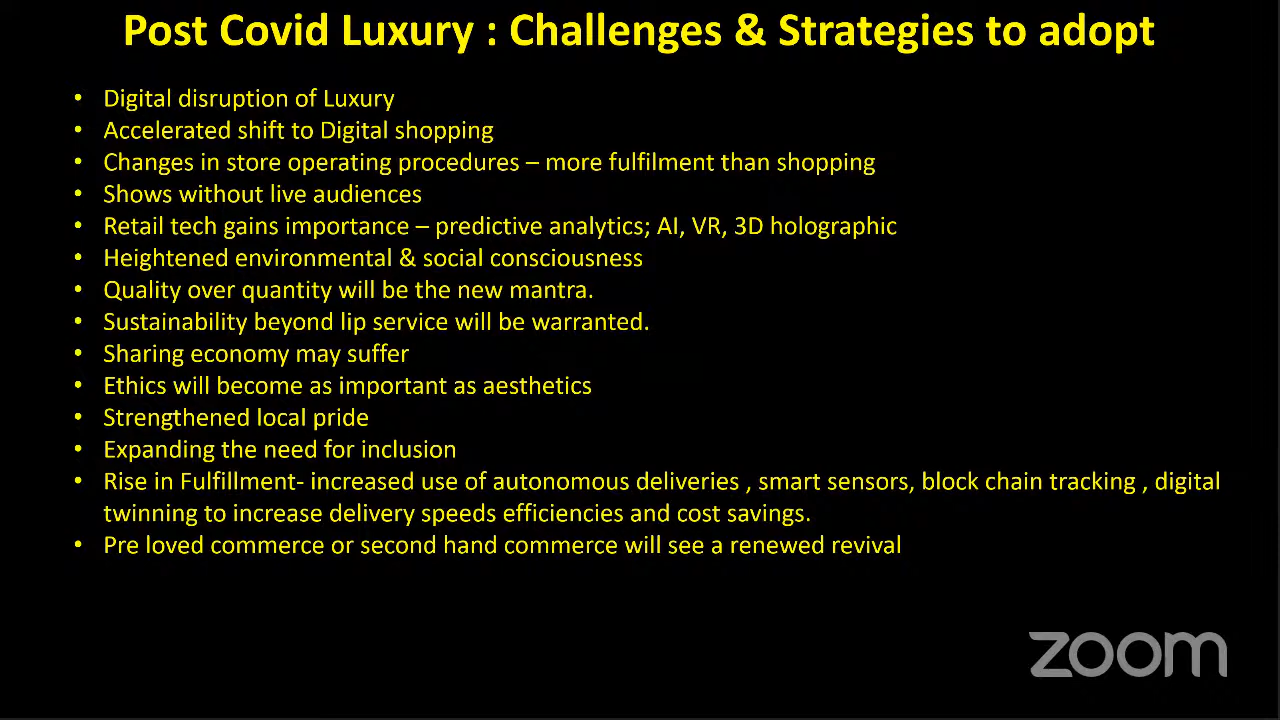 Post Covid Luxury : Challenges & Strategies to adopt
• Digital disruption of Luxury
• Accelerated shift to Digital shopping
• Changes in store operating procedures – more fulfilment than shopping
• Shows without live audiences
• Retail tech gains importance – predictive analytics; AI, VR, 3D holographic
• Heightened environmental & social consciousness
• Quality over quantity will be the new mantra.
• Sustainability beyond lip service will be warranted.
• Sharing economy may suffer
• Ethics will become as important as aesthetics
• Strengthened local pride
• Expanding the need for inclusion
• Rise in Fulfillment- increased use of autonomous deliveries , smart sensors, block chain tracking , digital
twinning to increase delivery speeds efficiencies and cost savings.
• Pre loved commerce or second hand commerce will see a renewed revival
zoom